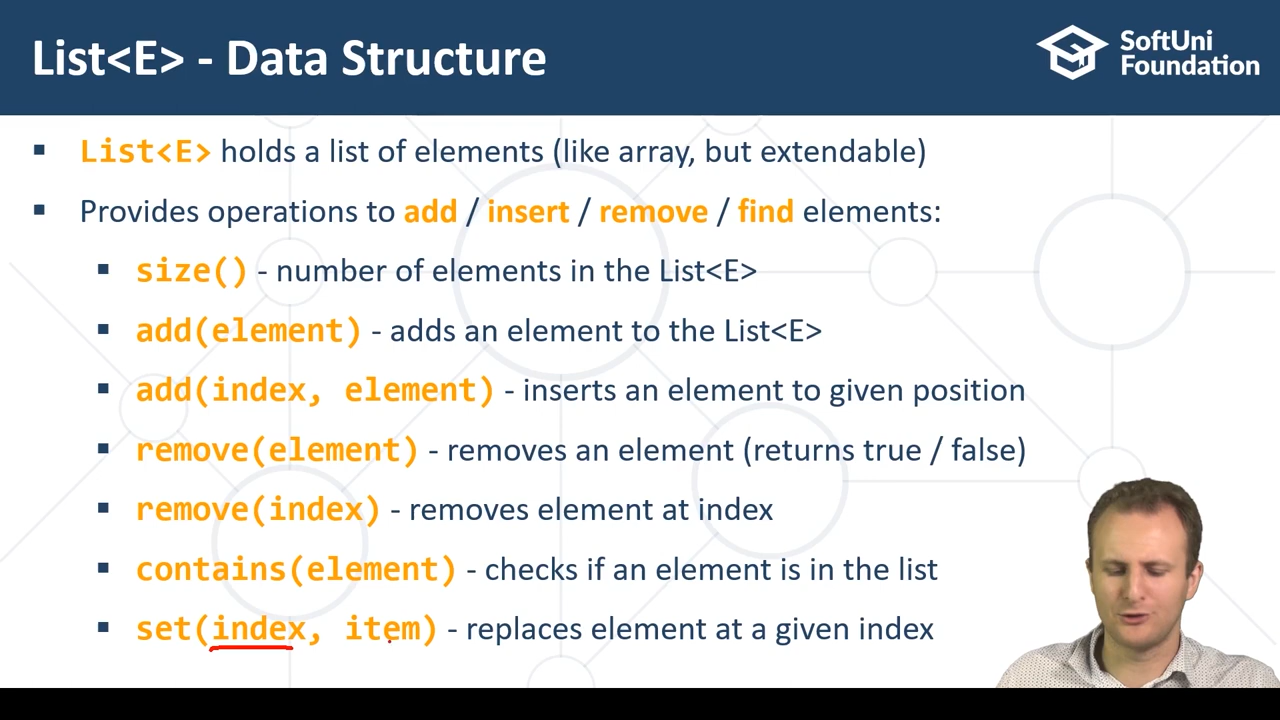 List<E> - Data Structure
SoftUni
Foundation
▪ List<E> holds a list of elements (like array, but extendable)
▪ Provides operations to add / insert / remove / find elements:
▪ size() - number of elements in the List<E>
▪ add(element) - adds an element to the List<E>
▪ add(index, element) - inserts an element to given position
▪ remove(element) - removes an element (returns true / false)
▪ remove(index) - removes element at index
▪ contains(element) - checks if an element is in the list
▪ set(index, item) - replaces element at a given index